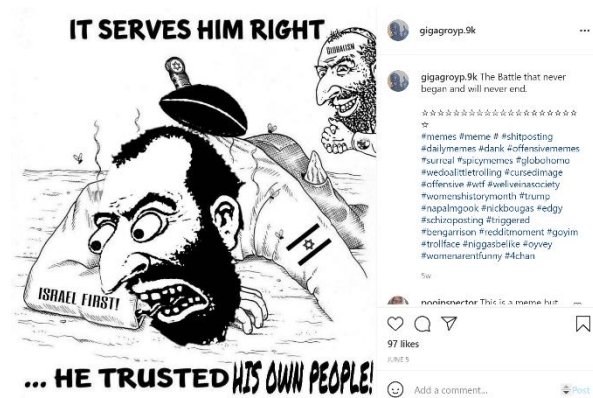 IT SERVES HIM RIGHT
GLOBALISM
ISRAEL FIRST!
... HE TRUSTED HIS OWN PEOPLE!
gigagroyp.9k
gigagroyp.9k The Battle that never
began and will never end.
☆☆☆☆☆☆☆☆☆☆☆☆☆☆☆☆☆☆☆☆
☆
#memes #meme # #shitposting
#dailymemes #dank #offensivememes
#surreal #spicymemes #globohomo
#wedoalittletrolling #cursedimage
#offensive #wtf #weliveinasociety
#womenshistorymonth #trump
#napalmgook #nickbougas #edgy
#schizoposting #triggered
#bengarrison #redditmoment #goyim
#trollface #niggasbelike #oyvey
#womenarentfunny #4chan
5w
This is a meme but
97 likes
JUNE 5
Add a comment...
Post